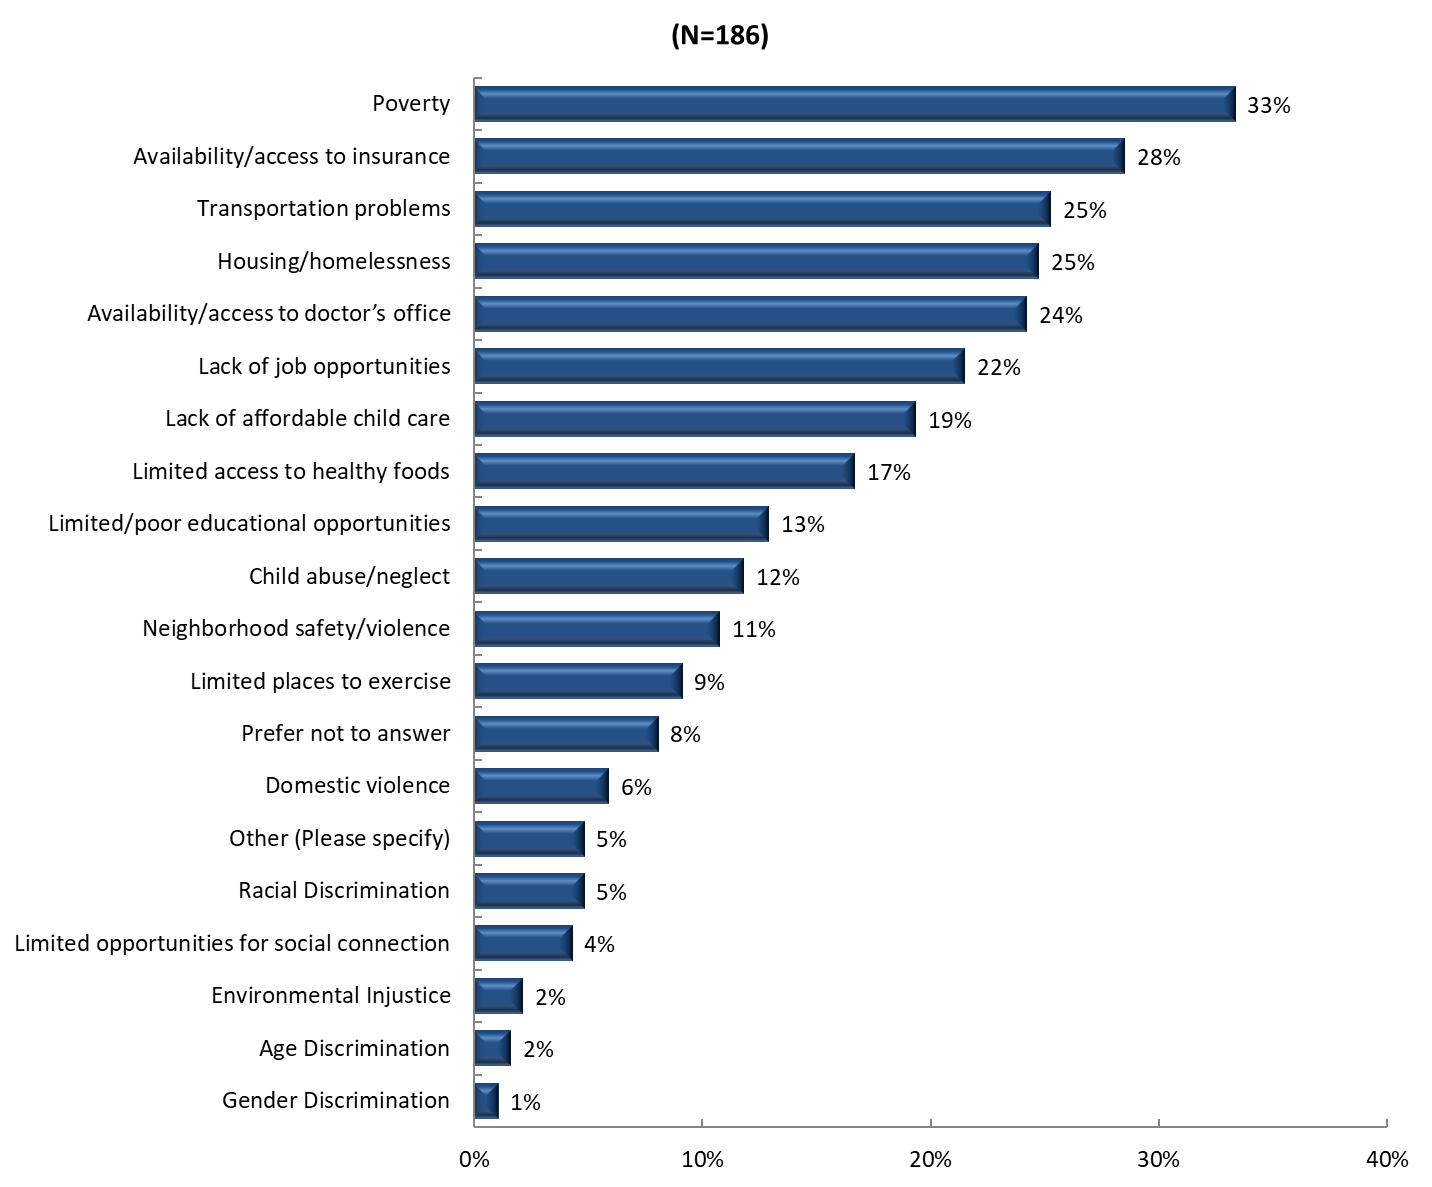 (N=186)
Poverty 33%
Availability/access to insurance 28%
Transportation problems 25%
Housing/homelessness 25%
Availability/access to doctor’s office 24%
Lack of job opportunities 22%
Lack of affordable child care 19%
Limited access to healthy foods 17%
Limited/poor educational opportunities 13%
Child abuse/neglect 12%
Neighborhood safety/violence 11%
Limited places to exercise 9%
Prefer not to answer 8%
Domestic violence 6%
Other (Please specify) 5%
Racial Discrimination 5%
Limited opportunities for social connection 4%
Environmental Injustice 2%
Age Discrimination 2%
Gender Discrimination 1%
0% 10% 20% 30% 40%